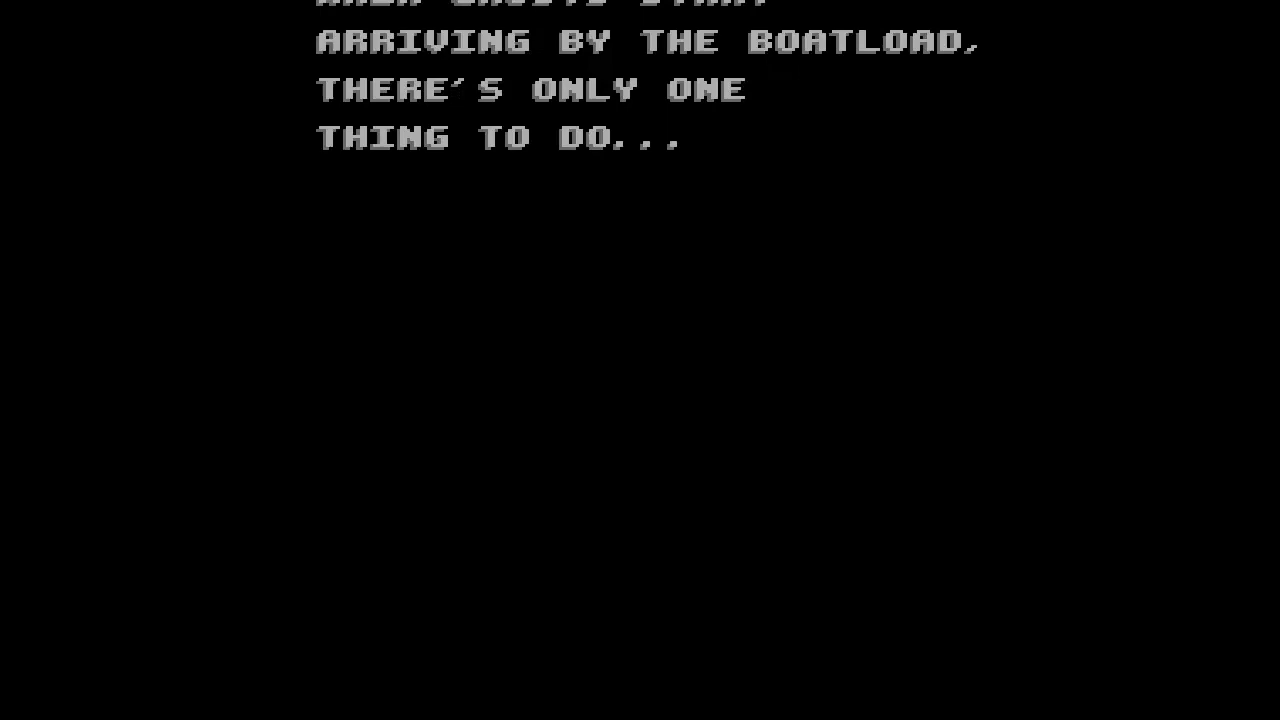 ARRIVING BY THE BOATLOAD,
THERE'S ONLY ONE
THING TO DO...